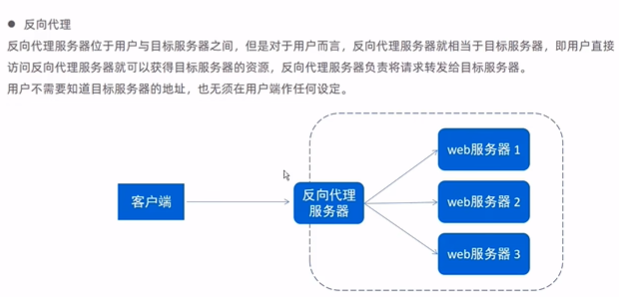 ● 反向代理
反向代理服务器位于用户与目标服务器之间，但是对于用户而言，反向代理服务器就相当于目标服务器，即用户直接
访问反向代理服务器就可以获得目标服务器的资源，反向代理服务器负责将请求转发给目标服务器。
用户不需要知道目标服务器的地址，也无须在用户端作任何设定。
web服务器 1
客户端
反向代理
服务器
web服务器 2
web服务器 3